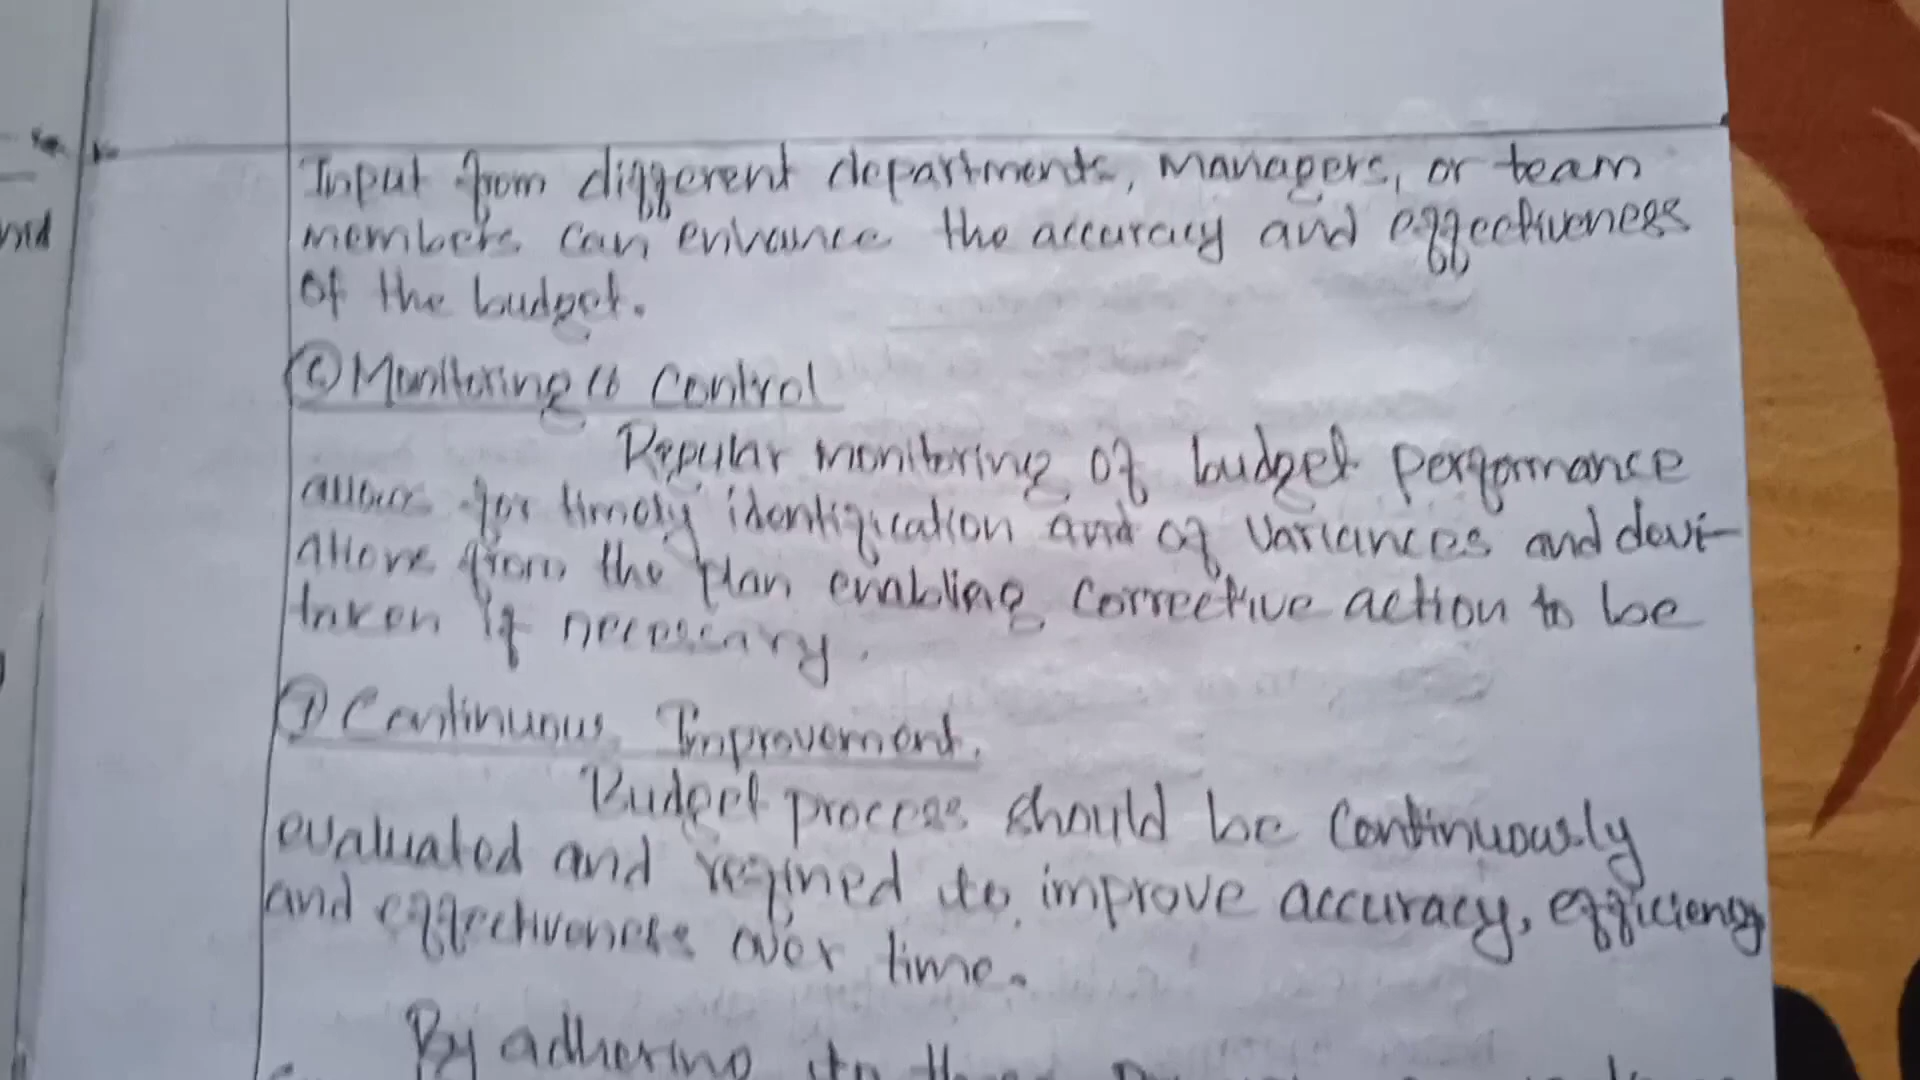 Input from different departments, managers, or team
members can enhance the accuracy and effectiveness
of the budget.
Monitoring & Control
Regular monitoring of budget performance
allows for timely identification and of variances and devi-
ations from the plan enabling corrective action to be
taken if necessary.
Continuous Improvement.
Budget process should be continuously
evaluated and refined to improve accuracy, efficiency
and effectiveness over time.
By adhering to